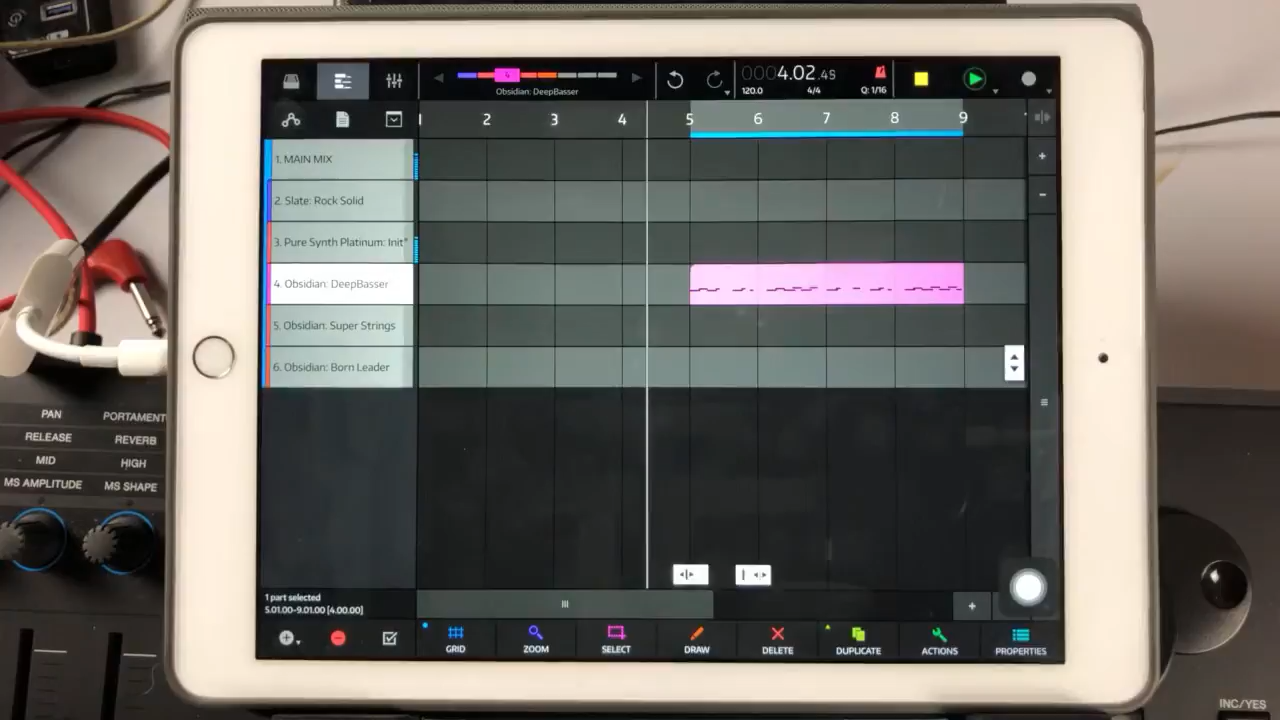 4
Obsidian: DeepBasser
0004.02.45
120.0 4/4 Q: 1/16
1 2 3 4 5 6 7 8 9
1. MAIN MIX
2. Slate: Rock Solid
3. Pure Synth Platinum: Init*
4. Obsidian: DeepBasser
5. Obsidian: Super Strings
6. Obsidian: Born Leader
1 part selected
5.01.00-9.01.00 [4.00.00]
GRID ZOOM SELECT DRAW DELETE DUPLICATE ACTIONS PROPERTIES
PAN PORTAMENT
RELEASE REVERB
MID HIGH
MS AMPLITUDE MS SHAPE
INC/YES